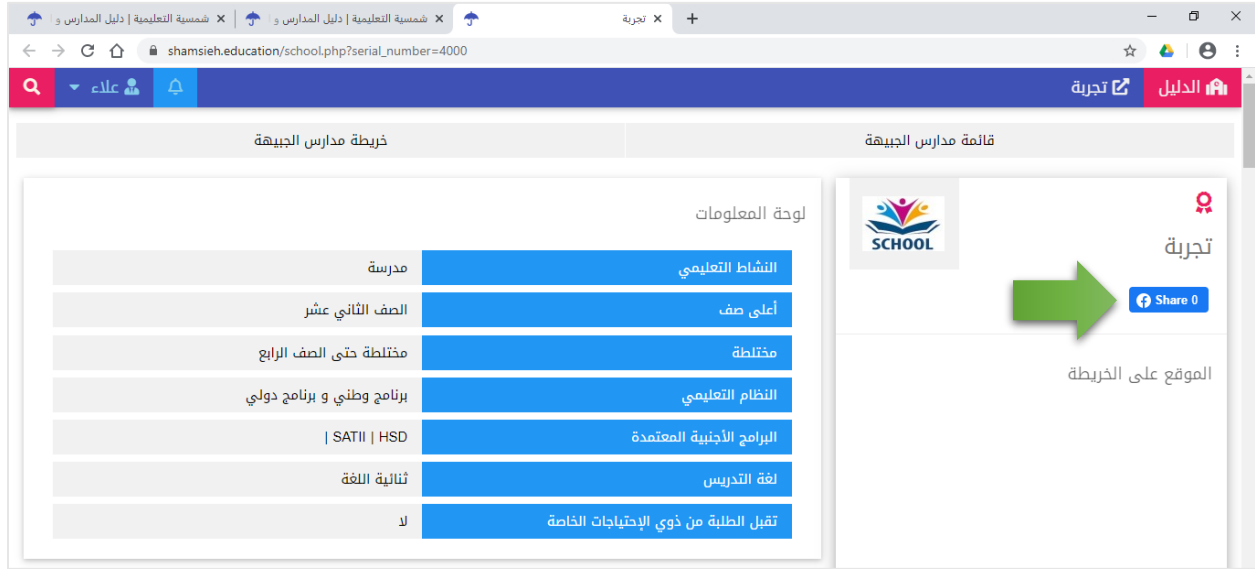 شمسية التعليمية | دليل المدارس و ا
شمسية التعليمية | دليل المدارس و ا
تجربة
shamsieh.education/school.php?serial_number=4000
الدليل
تجربة
علاء
قائمة مدارس الجبيهة
خريطة مدارس الجبيهة
SCHOOL
تجربة
Share 0
الموقع على الخريطة
لوحة المعلومات
النشاط التعليمي مدرسة
أعلى صف الصف الثاني عشر
مختلطة مختلطة حتى الصف الرابع
النظام التعليمي برنامج وطني و برنامج دولي
البرامج الأجنبية المعتمدة SATII | HSD |
لغة التدريس ثنائية اللغة
تقبل الطلبة من ذوي الإحتياجات الخاصة لا